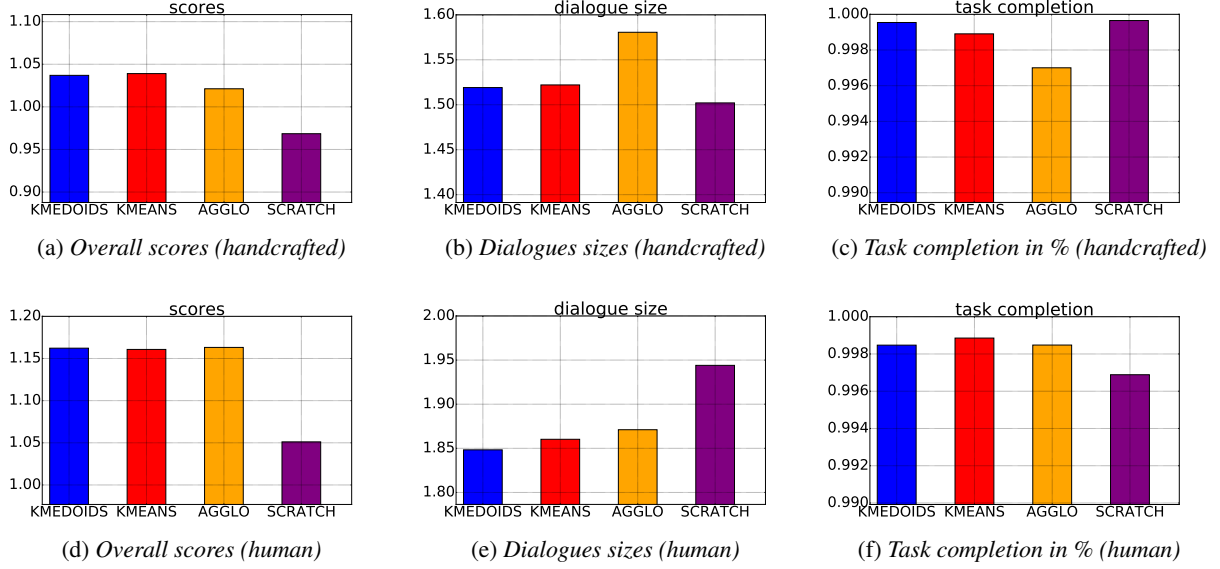 scores
1.10
1.05
1.00
0.95
0.90
KMEDOIDS KMEANS AGGLO SCRATCH
(a) Overall scores (handcrafted)
dialogue size
1.60
1.55
1.50
1.45
1.40
KMEDOIDS KMEANS AGGLO SCRATCH
(b) Dialogues sizes (handcrafted)
task completion
1.000
0.998
0.996
0.994
0.992
0.990
KMEDOIDS KMEANS AGGLO SCRATCH
(c) Task completion in % (handcrafted)
scores
1.20
1.15
1.10
1.05
1.00
KMEDOIDS KMEANS AGGLO SCRATCH
(d) Overall scores (human)
dialogue size
2.00
1.95
1.90
1.85
1.80
KMEDOIDS KMEANS AGGLO SCRATCH
(e) Dialogues sizes (human)
task completion
1.000
0.998
0.996
0.994
0.992
0.990
KMEDOIDS KMEANS AGGLO SCRATCH
(f) Task completion in % (human)